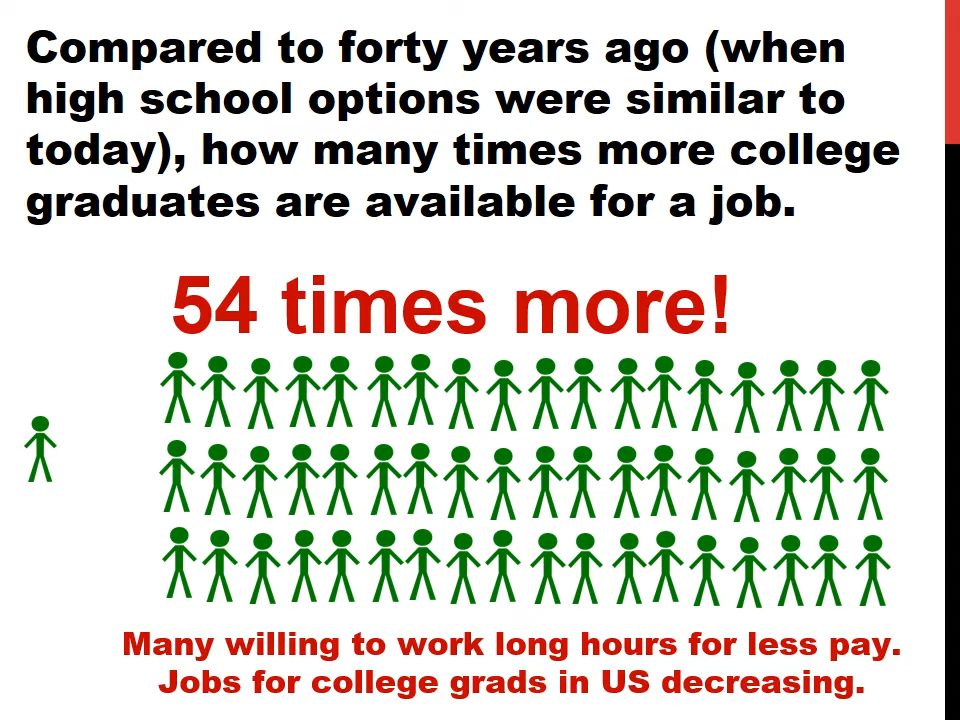 Compared to forty years ago (when
high school options were similar to
today), how many times more college
graduates are available for a job.
54 times more!
Many willing to work long hours for less pay.
Jobs for college grads in US decreasing.